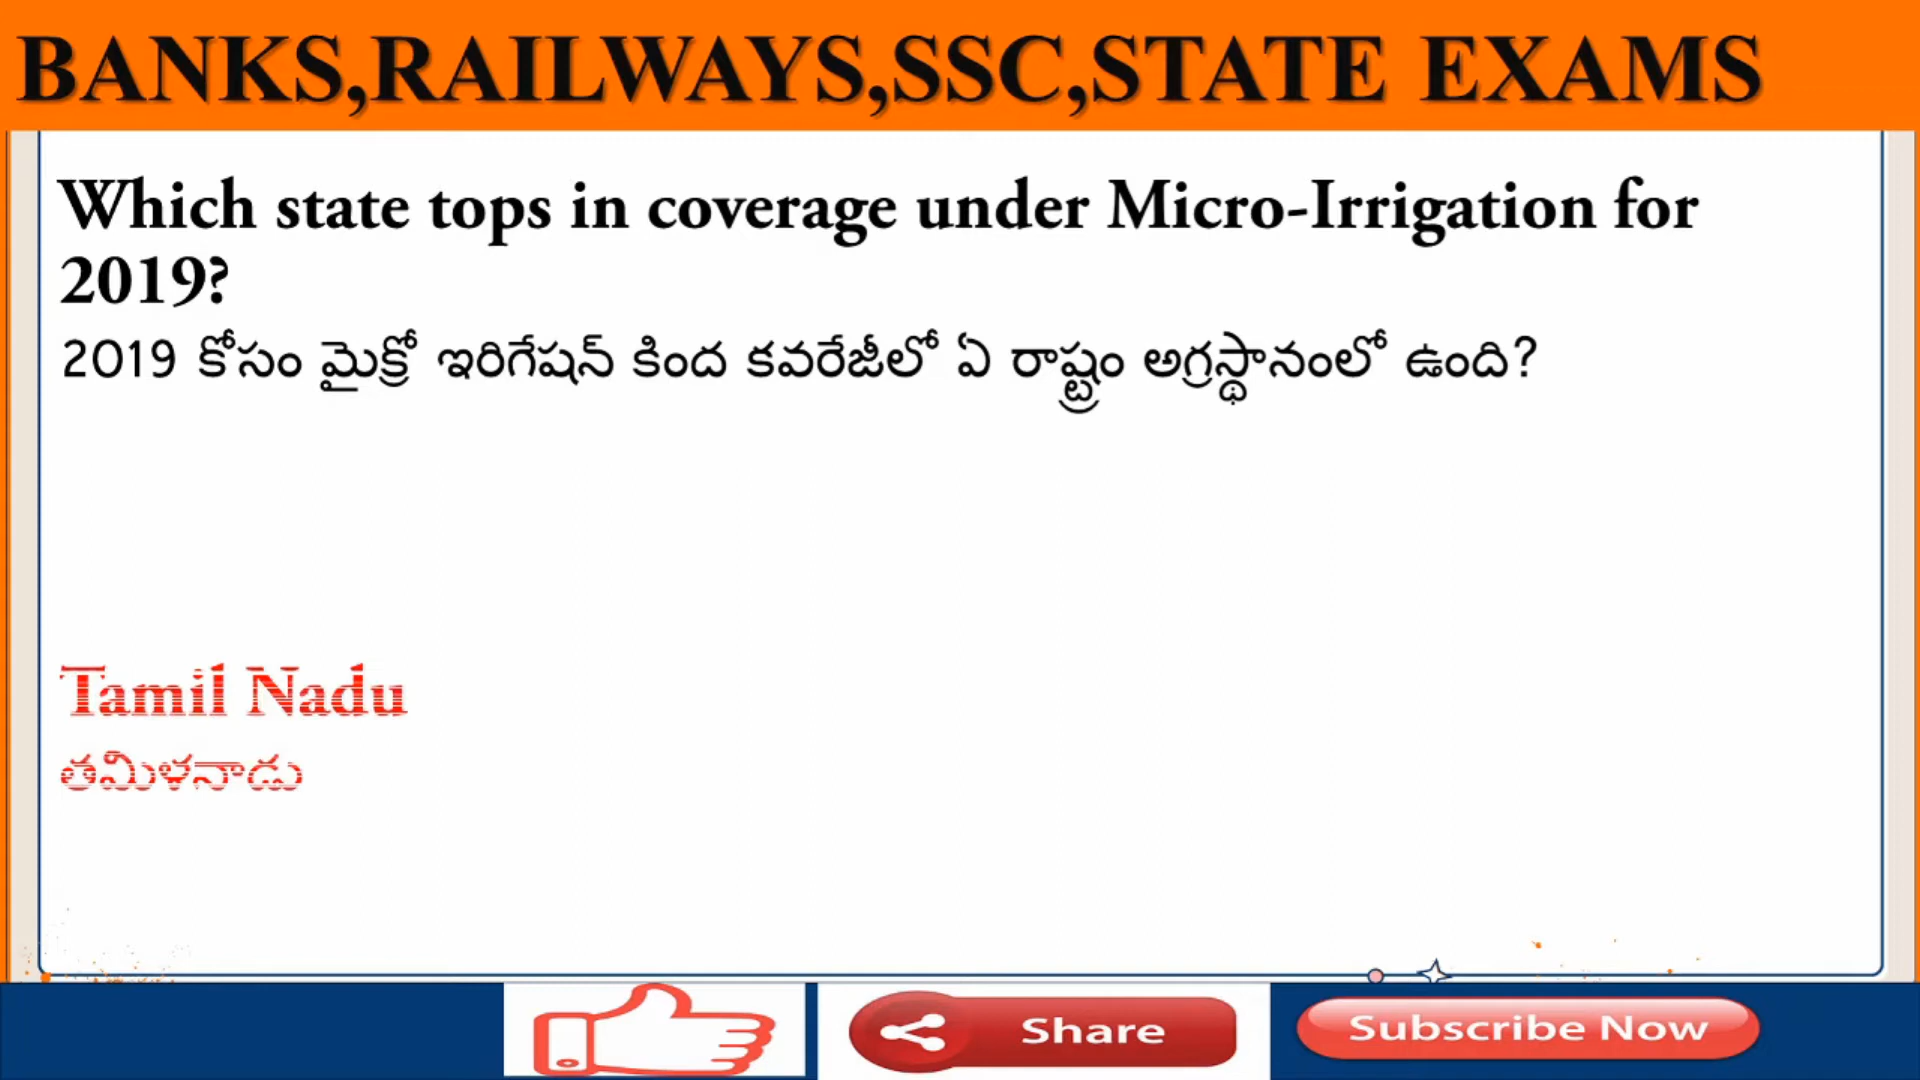 BANKS,RAILWAYS,SSC,STATE EXAMS
Which state tops in coverage under Micro-Irrigation for
2019?
2019 కోసం మైక్రో ఇరిగేషన్ కింద కవరేజీలో ఏ రాష్ట్రం అగ్రస్థానంలో ఉంది?
Tamil Nadu
తమిళనాడు
Share
Subscribe Now